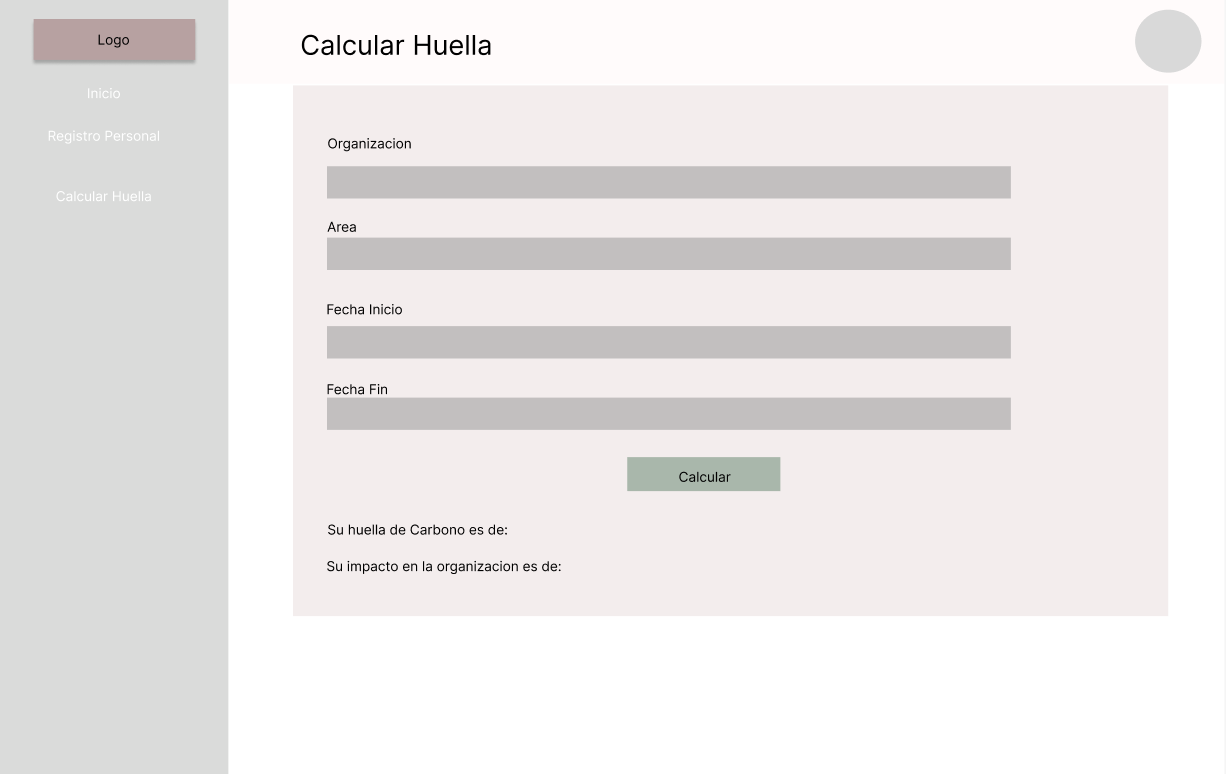 Logo
Inicio
Registro Personal
Calcular Huella
Calcular Huella
Organizacion
Area
Fecha Inicio
Fecha Fin
Calcular
Su huella de Carbono es de:
Su impacto en la organizacion es de: